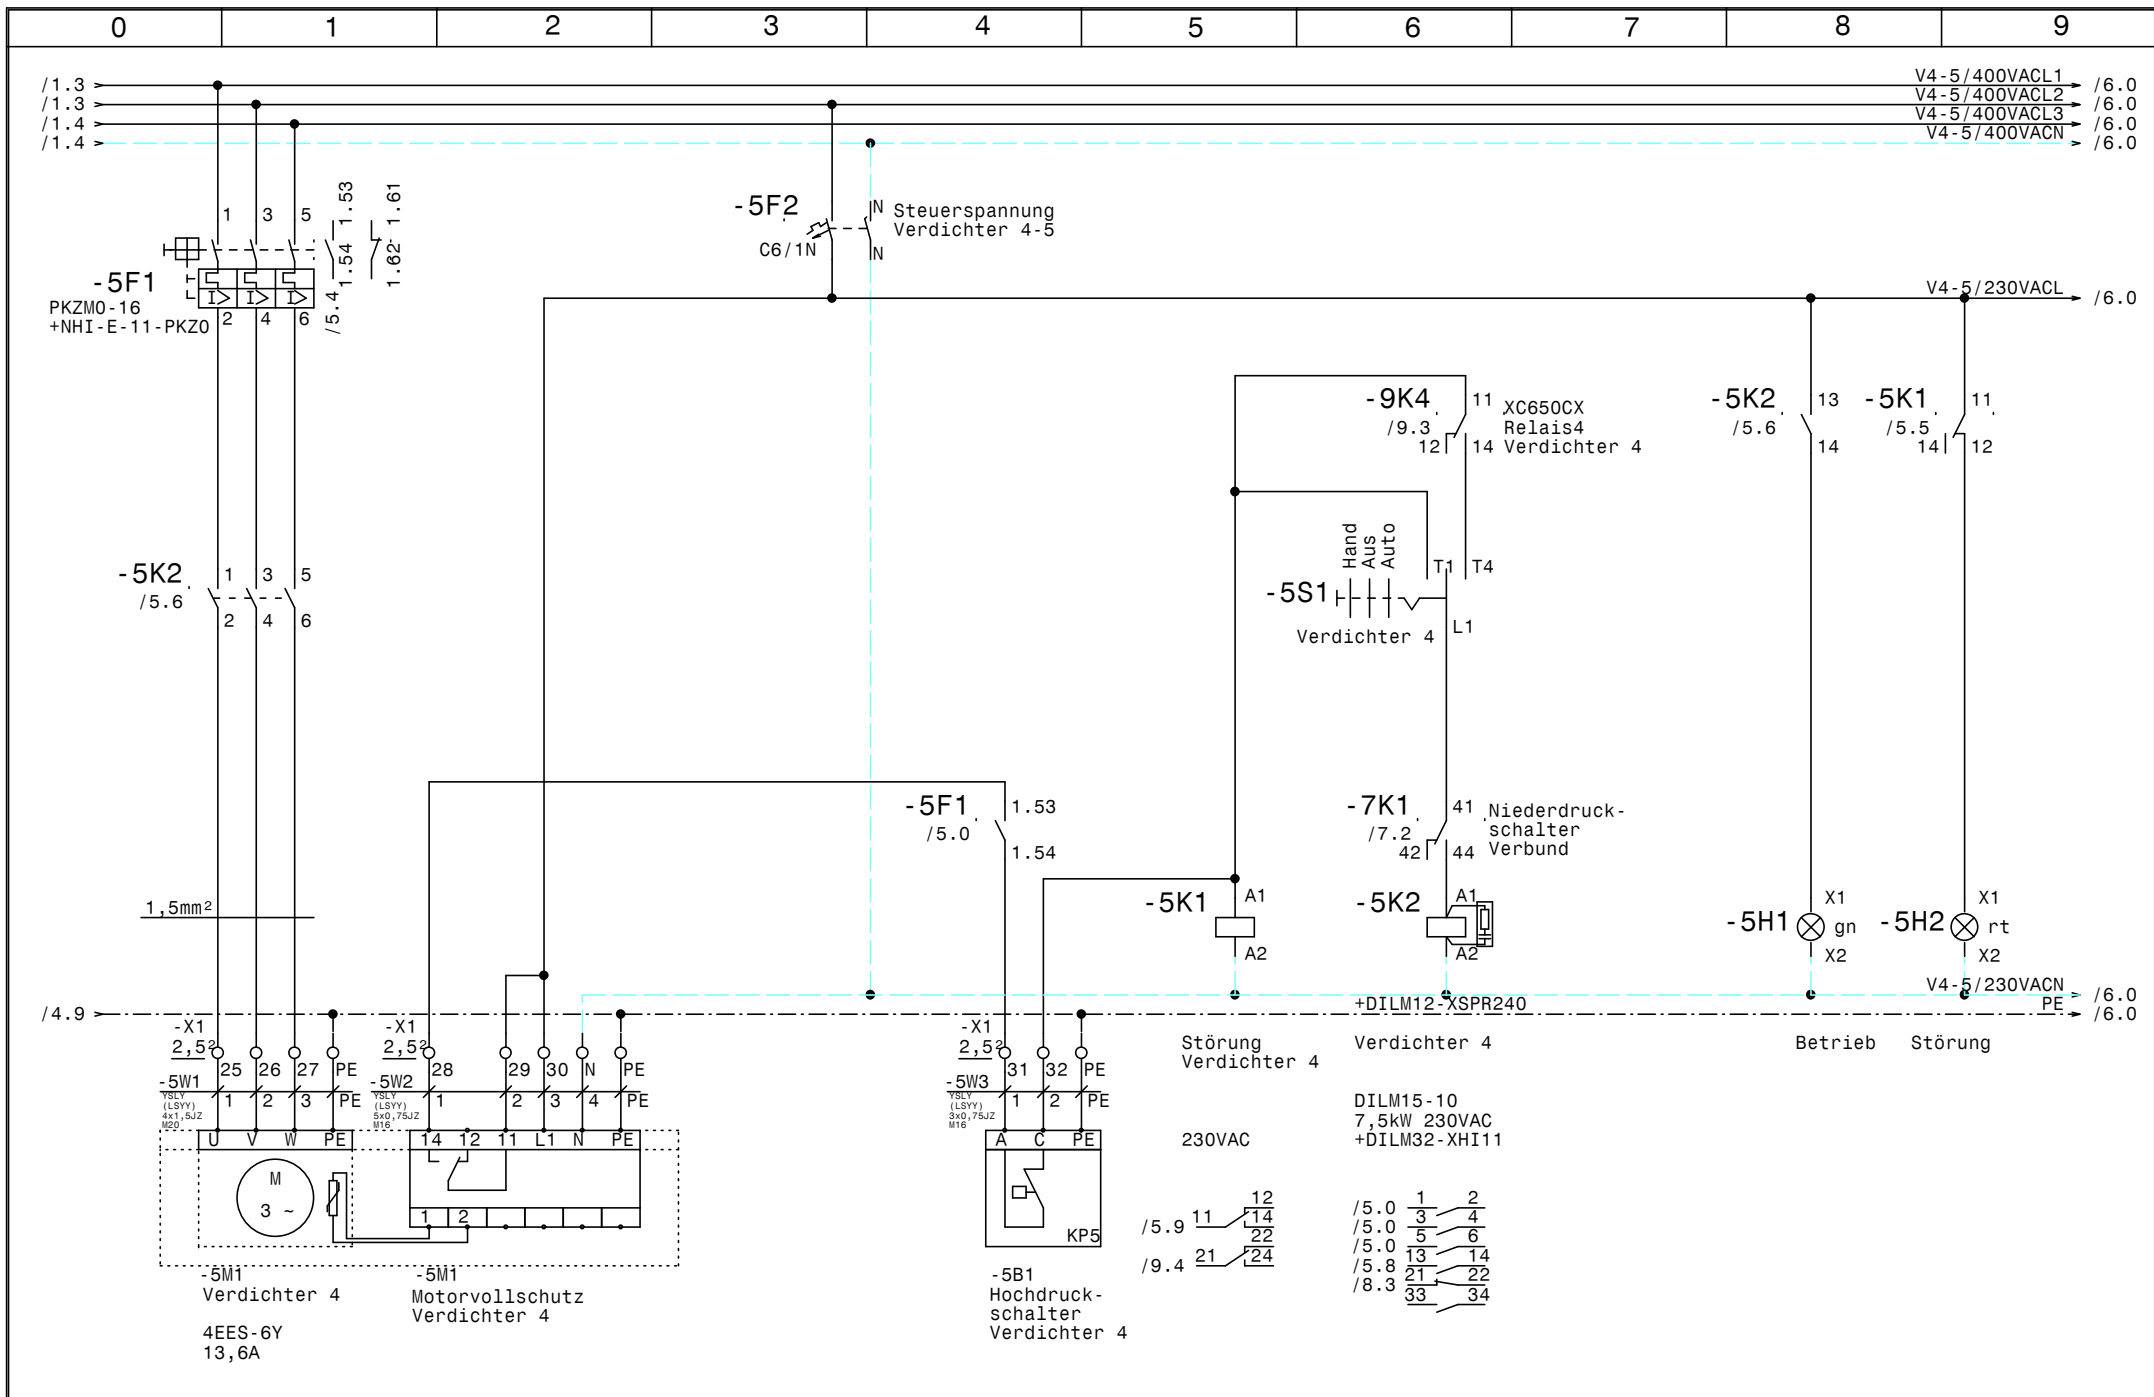 0 1 2 3 4 5 6 7 8 9
/1.3 V4-5/400VACL1 /6.0
/1.3 V4-5/400VACL2 /6.0
/1.4 V4-5/400VACL3 /6.0
/1.4 V4-5/400VACN /6.0
1 3 5
1.54 1.53
1.62 1.61
-5F1
PKZM0-16
+NHI-E-11-PKZ0
I> I> I>
2 4 6
/5.4
-5F2
C6/1N
N
N
Steuerspannung
Verdichter 4-5
V4-5/230VACL /6.0
-9K4
/9.3
11
12 14
XC650CX
Relais4
Verdichter 4
-5K2
/5.6
13
14
-5K1
/5.5
11
14 12
-5K2
/5.6
1 3 5
2 4 6
Hand
Aus
Auto
T1 T4
-5S1
Verdichter 4
L1
-5F1
/5.0
1.53
1.54
-7K1
/7.2
41
42 44
Niederdruck-
schalter
Verbund
1,5mm²
-5K1
A1
A2
-5K2
A1
A2
-5H1
X1
gn
X2
-5H2
X1
rt
X2
V4-5/230VACN /6.0
/4.9 PE /6.0
+DILM12-XSPR240
-X1
2,5²
25 26 27 PE
-5W1
YSLY
(LSYY)
4x1,5JZ
M20
1 2 3 PE
U V W PE
M
3 ~
-5M1
Verdichter 4
4EES-6Y
13,6A
-X1
2,5²
28 29 30 N PE
-5W2
YSLY
(LSYY)
5x0,75JZ
M16
1 2 3 4 PE
14 12 11 L1 N PE
1 2
-5M1
Motorvollschutz
Verdichter 4
-X1
2,5²
31 32 PE
-5W3
YSLY
(LSYY)
3x0,75JZ
M16
1 2 PE
A C PE
KP5
-5B1
Hochdruck-
schalter
Verdichter 4
Störung
Verdichter 4
230VAC
12
/5.9 11 14
22
/9.4 21 24
Verdichter 4
DILM15-10
7,5kW 230VAC
+DILM32-XHI11
/5.0 1 2
/5.0 3 4
/5.0 5 6
/5.8 13 14
/8.3 21 22
33 34
Betrieb
Störung